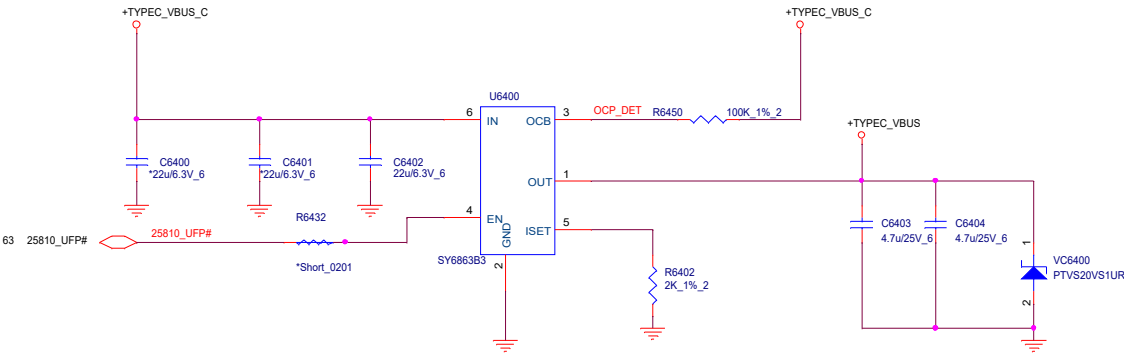 +TYPEC_VBUS_C
+TYPEC_VBUS_C
U6400
6
IN
OCB
3
OCP_DET
R6450
100K_1%_2
+TYPEC_VBUS
C6400
*22u/6.3V_6
C6401
*22u/6.3V_6
C6402
22u/6.3V_6
OUT
1
4
EN
GND
ISET
5
R6432
C6403
4.7u/25V_6
C6404
4.7u/25V_6
63 25810_UFP#
25810_UFP#
*Short_0201
SY6863B3
2
R6402
2K_1%_2
1
VC6400
PTVS20VS1UR
2